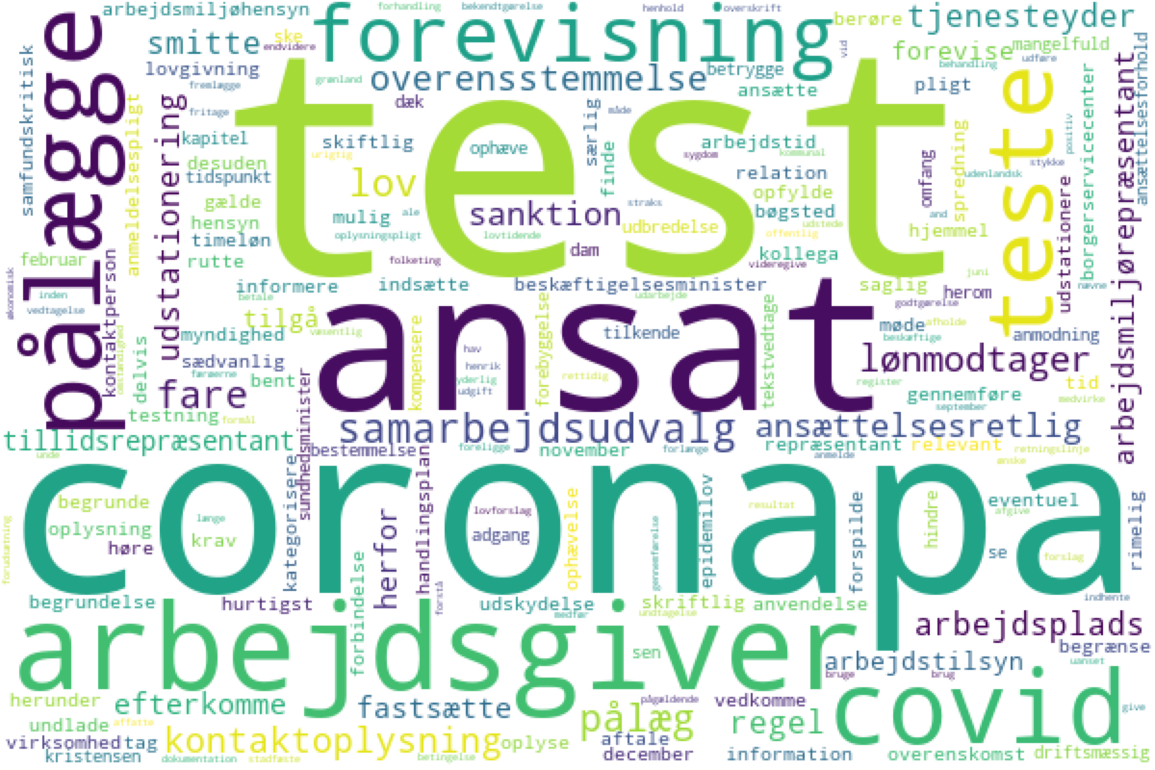 arbejdsmiljøhensyn
forhandling
bekendtgørelse
henhold
overskrift
tjenesteyder
smitte
ske
endvidere
forevisning
berøre
forevise
mangelfuld
lovgivning
fremlægge
grønland
overensstemmelse
betrygge
ansætte
vid
behandling
udføre
pålægge
samfundskritisk
anmeldelsespligt
udstationering
fritage
dæk
måde
særlig
pligt
teste
positiv
arbejdsmiljørepræsentant
ansættelsesforhold
kapitel
skiftlig
urigtig
test
ophæve
finde
sygdom
arbejdstid
kommunal
omfang
spredning
stykke
borgerservicecenter
desuden
tidspunkt
lov
relation
opfylde
udenlandsk
udstationere
gælde
hensyn
mulig
ale
sanktion
straks
udbredelse
bøgsted
udstede
and
hjemmel
timeløn
oplysningspligt
lovtidende
offentlig
februar
rutte
folketing
dam
videregive
kollega
juni
nævne
økonomisk
kontaktperson
informere
indsætte
beskæftigelsesminister
saglig
herom
inden
vedtagelse
betale
udarbejde
godtgørelse
tilgå
myndighed
væsentlig
ansat
forebyggelse
tilkende
tekstvedtage
afholde
møde
beskæftige
anmodning
delvis
omstændighed
færøerne
sædvanlig
bent
kompensere
hav
henrik
yderlig
udgift
rettidig
lønmodtager
register
tid
fare
gennemføre
september
medvirke
testning
formål
sundhedsminister
samarbejdsudvalg
ansættelsesretlig
tillidsrepræsentant
bestemmelse
foreligge
november
forlænge
repræsentant
relevant
retningslinje
anmelde
unde
ønske
coronapa
kategorisere
handlingsplan
begrunde
oplysning
længe
høre
krav
herfor
lovforslag
adgang
ophævelse
gennemførelse
epidemilov
resultat
forspilde
hindre
afgive
eventuel
se
forslag
rimelig
forudsætning
begrundelse
hurtigst
forstå
udskydelse
medfør
undtagelse
skriftlig
anvendelse
indhente
arbejdsgiver
forbindelse
arbejdsplads
sen
begrænse
arbejdstilsyn
uanset
bruge
brug
herunder
efterkomme
fastsætte
pågældende
vedkomme
covid
give
undlade
affatte
pålæg
regel
virksomhed
tag
kontaktoplysning
oplyse
aftale
december
kristensen
dokumentation
stadfæste
betingelse
information
overenskomst
driftsmæssig